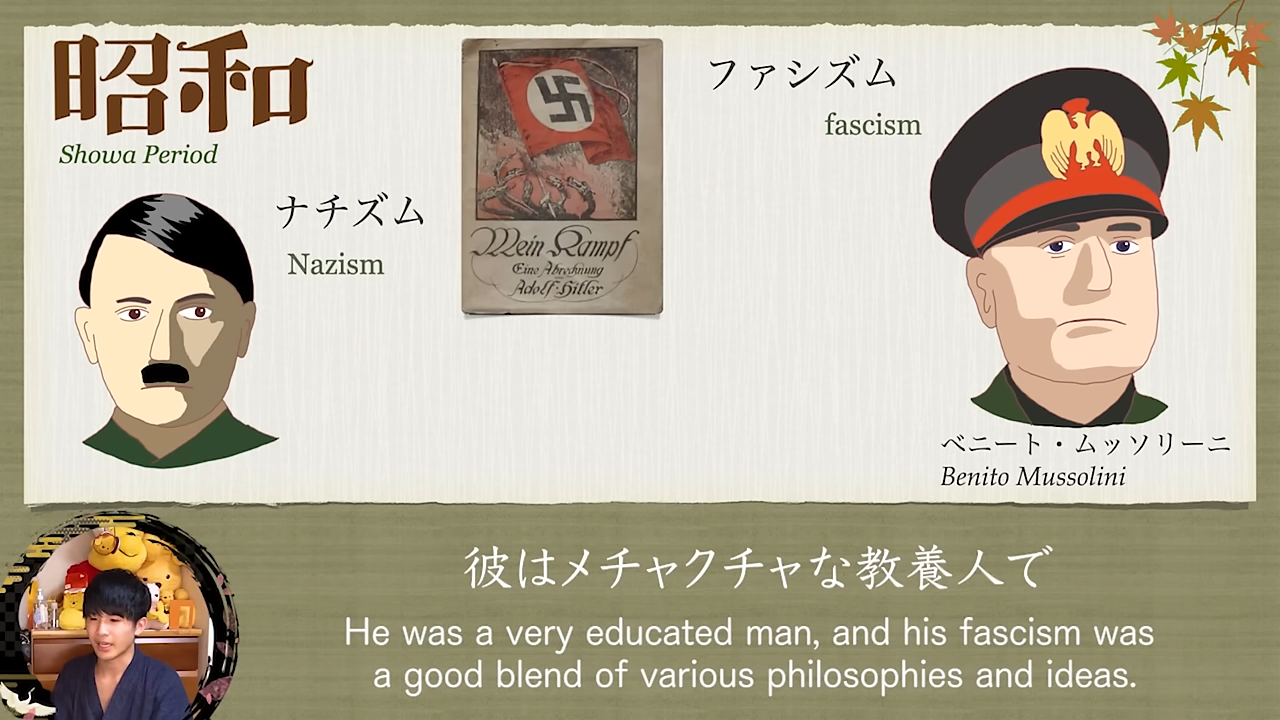 昭和
Showa Period
ナチズム
Nazism
Mein Kampf
Eine Abrechnung
Adolf Hitler
ファシズム
fascism
ベニート・ムッソリーニ
Benito Mussolini
彼はメチャクチャな教養人で
He was a very educated man, and his fascism was
a good blend of various philosophies and ideas.